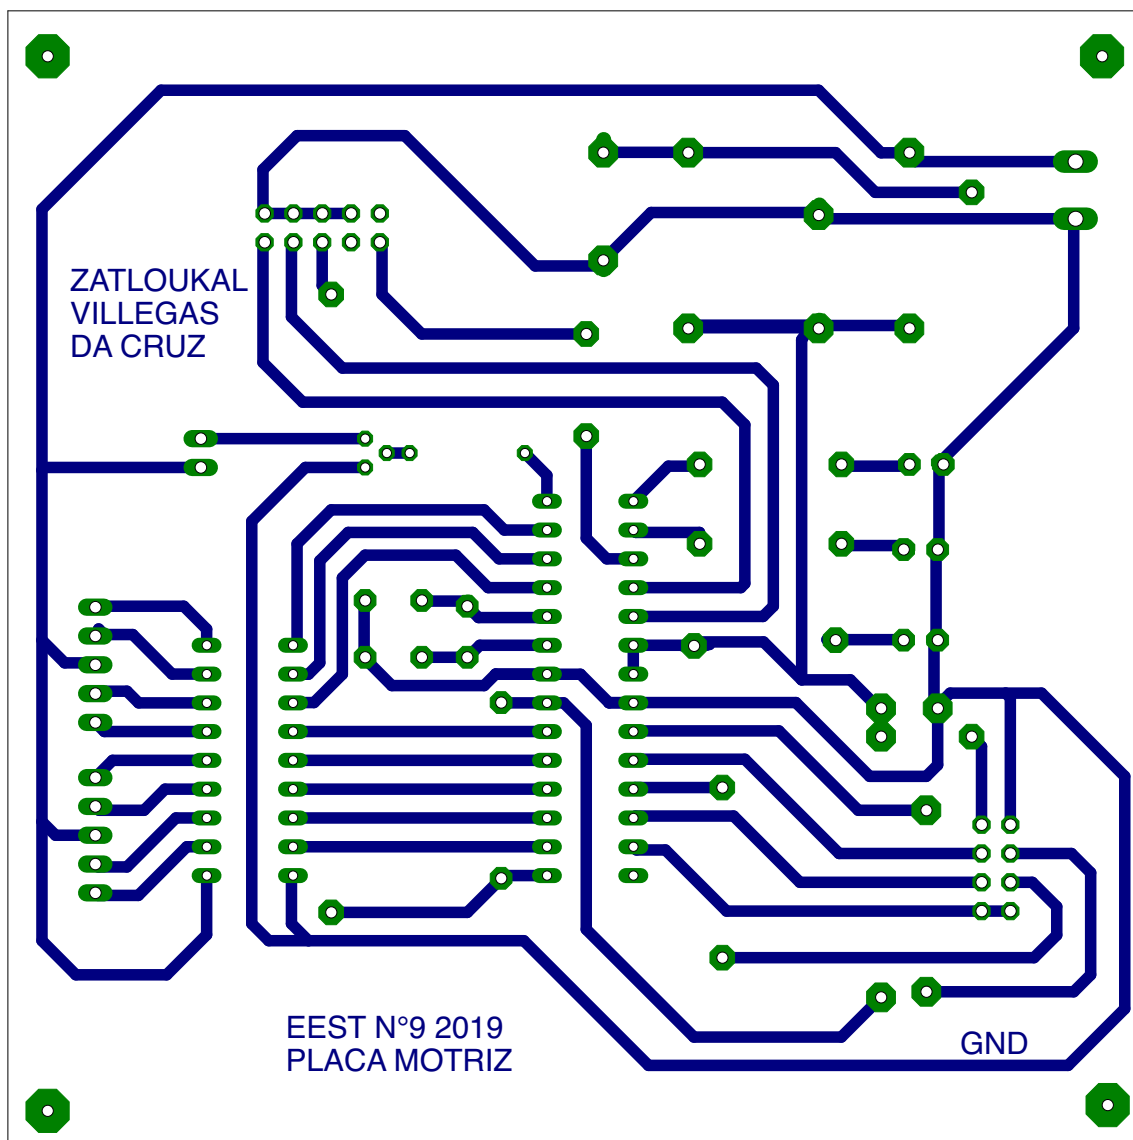 ZATLOUKAL
VILLEGAS
DA CRUZ
EEST N°9 2019
PLACA MOTRIZ
GND